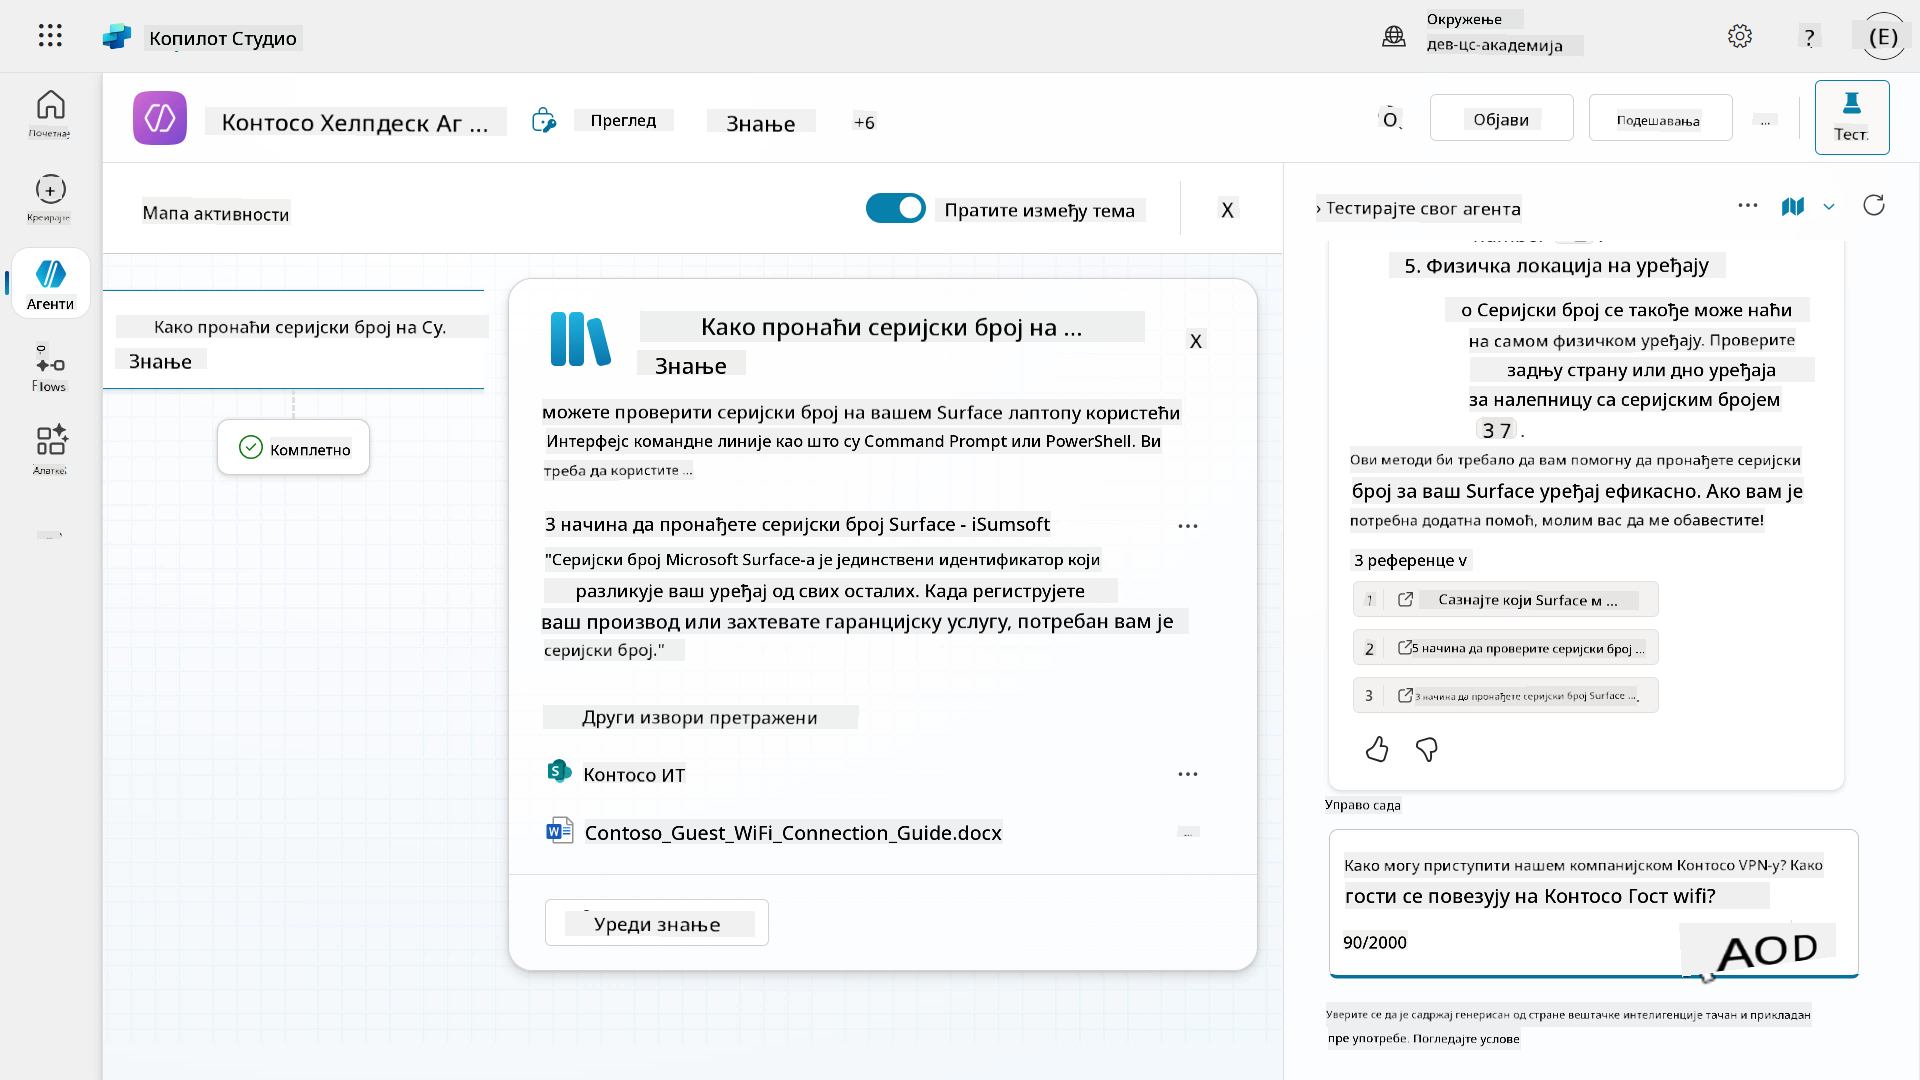 Копилот Студио
Окружење
дев-цс-академија
?
(E)
Почетнај
Креирајте
Агенти
Flows
Алаткеј
Контосо Хелпдеск Аг ...
Преглед
Знање
+6
Објави
Подешавања
...
Тест.
Мапа активности
Пратите између тема
X
Како пронаћи серијски број на Су.
Знање
Комплетно
Како пронаћи серијски број на ...
Знање
X
можете проверити серијски број на вашем Surface лаптопу користећи
Интерфејс командне линије као што су Command Prompt или PowerShell. Ви
треба да користите ...
3 начина да пронађете серијски број Surface - iSumsoft
"Серијски број Microsoft Surface-а је јединствени идентификатор који
разликује ваш уређај од свих осталих. Када региструјете
ваш производ или захтевате гаранцијску услугу, потребан вам је
серијски број."
Други извори претражени
Контосо ИТ
Contoso_Guest_WiFi_Connection_Guide.docx
Уреди знање
› Тестирајте свог агента
5. Физичка локација на уређају
о Серијски број се такође може наћи
на самом физичком уређају. Проверите
задњу страну или дно уређаја
за налепницу са серијским бројем
3 7 .
Ови методи би требало да вам помогну да пронађете серијски
број за ваш Surface уређај ефикасно. Ако вам је
потребна додатна помоћ, молим вас да ме обавестите!
3 референце v
1 Сазнајте који Surface м ...
2 5 начина да проверите серијски број ...
3 3 начина да пронађете серијски број Surface ...
Управо сада
Како могу приступити нашем компанијском Контосо VPN-у? Како
гости се повезују на Контосо Гост wifi?
90/2000
AOD
Уверите се да је садржај генерисан од стране вештачке интелигенције тачан и прикладан
пре употребе. Погледајте услове